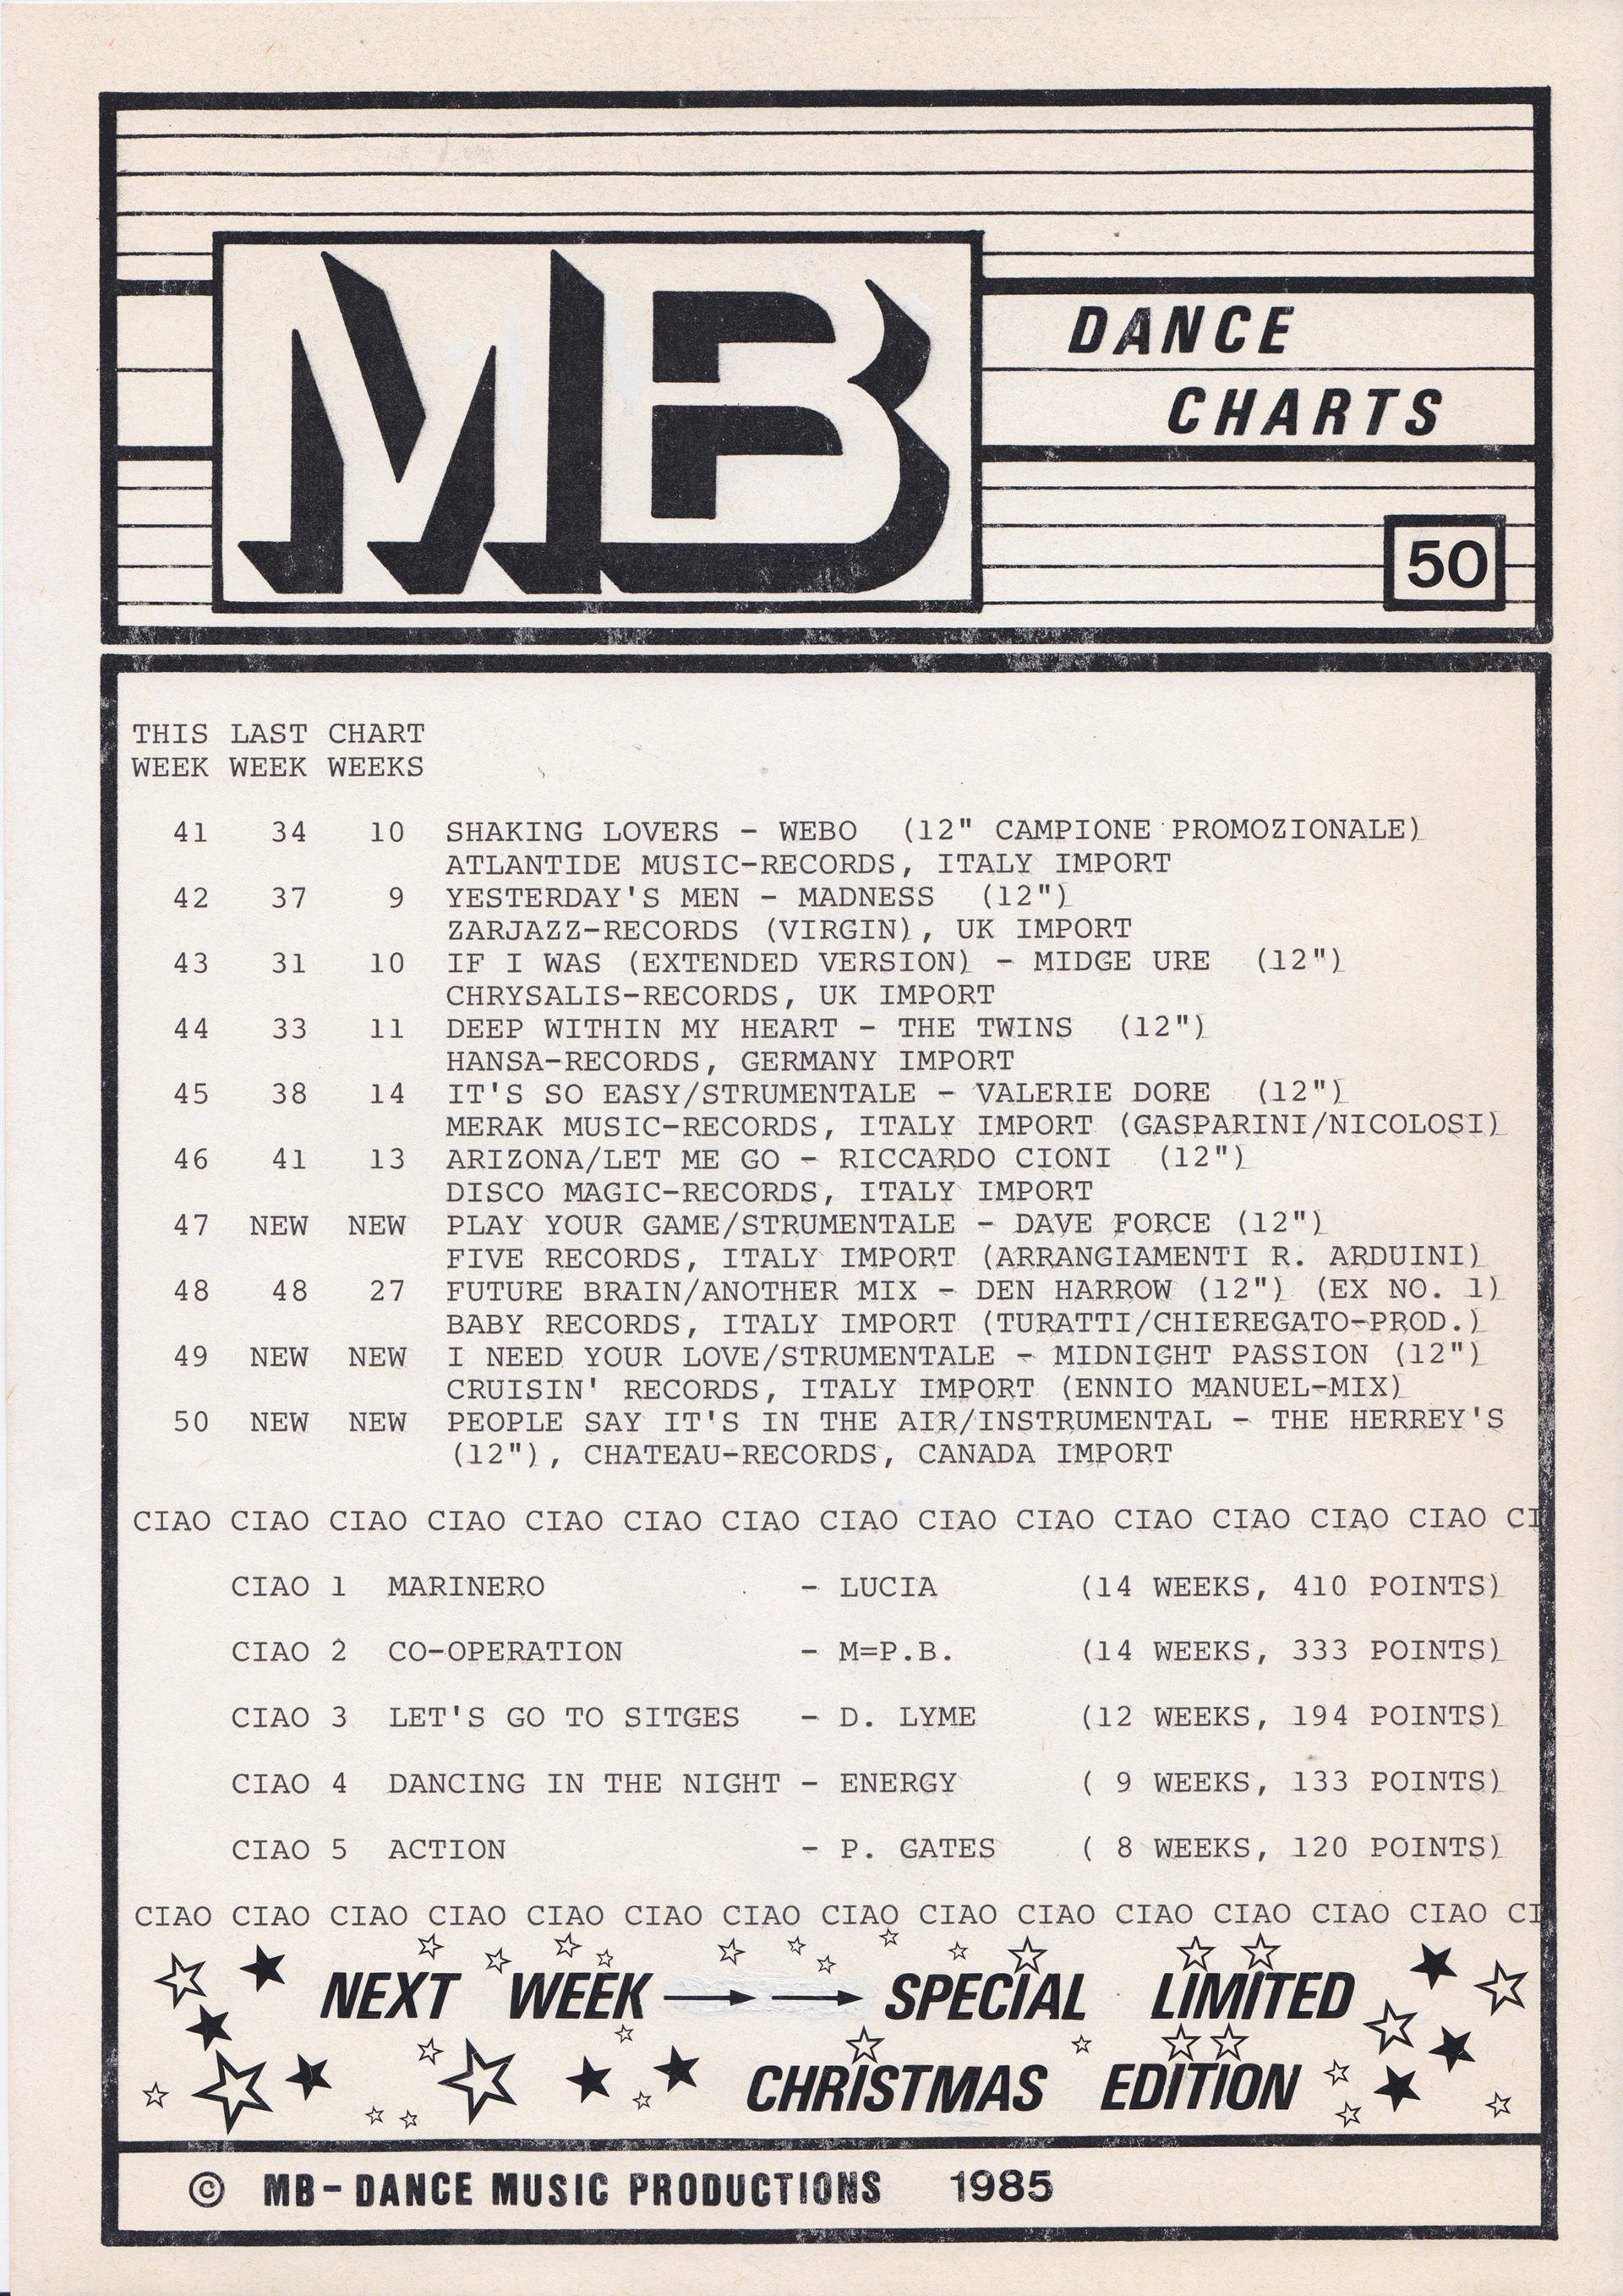 MB
DANCE
CHARTS
50
THIS LAST CHART
WEEK WEEK WEEKS
41 34 10 SHAKING LOVERS - WEBO (12" CAMPIONE PROMOZIONALE)
ATLANTIDE MUSIC-RECORDS, ITALY IMPORT
42 37 9 YESTERDAY'S MEN - MADNESS (12")
ZARJAZZ-RECORDS (VIRGIN), UK IMPORT
43 31 10 IF I WAS (EXTENDED VERSION) - MIDGE URE (12")
CHRYSALIS-RECORDS, UK IMPORT
44 33 11 DEEP WITHIN MY HEART - THE TWINS (12")
HANSA-RECORDS, GERMANY IMPORT
45 38 14 IT'S SO EASY/STRUMENTALE - VALERIE DORE (12")
MERAK MUSIC-RECORDS, ITALY IMPORT (GASPARINI/NICOLOSI)
46 41 13 ARIZONA/LET ME GO - RICCARDO CIONI (12")
DISCO MAGIC-RECORDS, ITALY IMPORT
47 NEW NEW PLAY YOUR GAME/STRUMENTALE - DAVE FORCE (12")
FIVE RECORDS, ITALY IMPORT (ARRANGIAMENTI R. ARDUINI)
48 48 27 FUTURE BRAIN/ANOTHER MIX - DEN HARROW (12") (EX NO. 1)
BABY RECORDS, ITALY IMPORT (TURATTI/CHIEREGATO-PROD.)
49 NEW NEW I NEED YOUR LOVE/STRUMENTALE - MIDNIGHT PASSION (12")
CRUISIN' RECORDS, ITALY IMPORT (ENNIO MANUEL-MIX)
50 NEW NEW PEOPLE SAY IT'S IN THE AIR/INSTRUMENTAL - THE HERREY'S
(12"), CHATEAU-RECORDS, CANADA IMPORT
CIAO CIAO CIAO CIAO CIAO CIAO CIAO CIAO CIAO CIAO CIAO CIAO CIAO CIAO CI
CIAO 1 MARINERO - LUCIA (14 WEEKS, 410 POINTS)
CIAO 2 CO-OPERATION - M=P.B. (14 WEEKS, 333 POINTS)
CIAO 3 LET'S GO TO SITGES - D. LYME (12 WEEKS, 194 POINTS)
CIAO 4 DANCING IN THE NIGHT - ENERGY ( 9 WEEKS, 133 POINTS)
CIAO 5 ACTION - P. GATES ( 8 WEEKS, 120 POINTS)
CIAO CIAO CIAO CIAO CIAO CIAO CIAO CIAO CIAO CIAO CIAO CIAO CIAO CIAO CI
NEXT WEEK → → SPECIAL LIMITED
CHRISTMAS EDITION
© MB-DANCE MUSIC PRODUCTIONS 1985